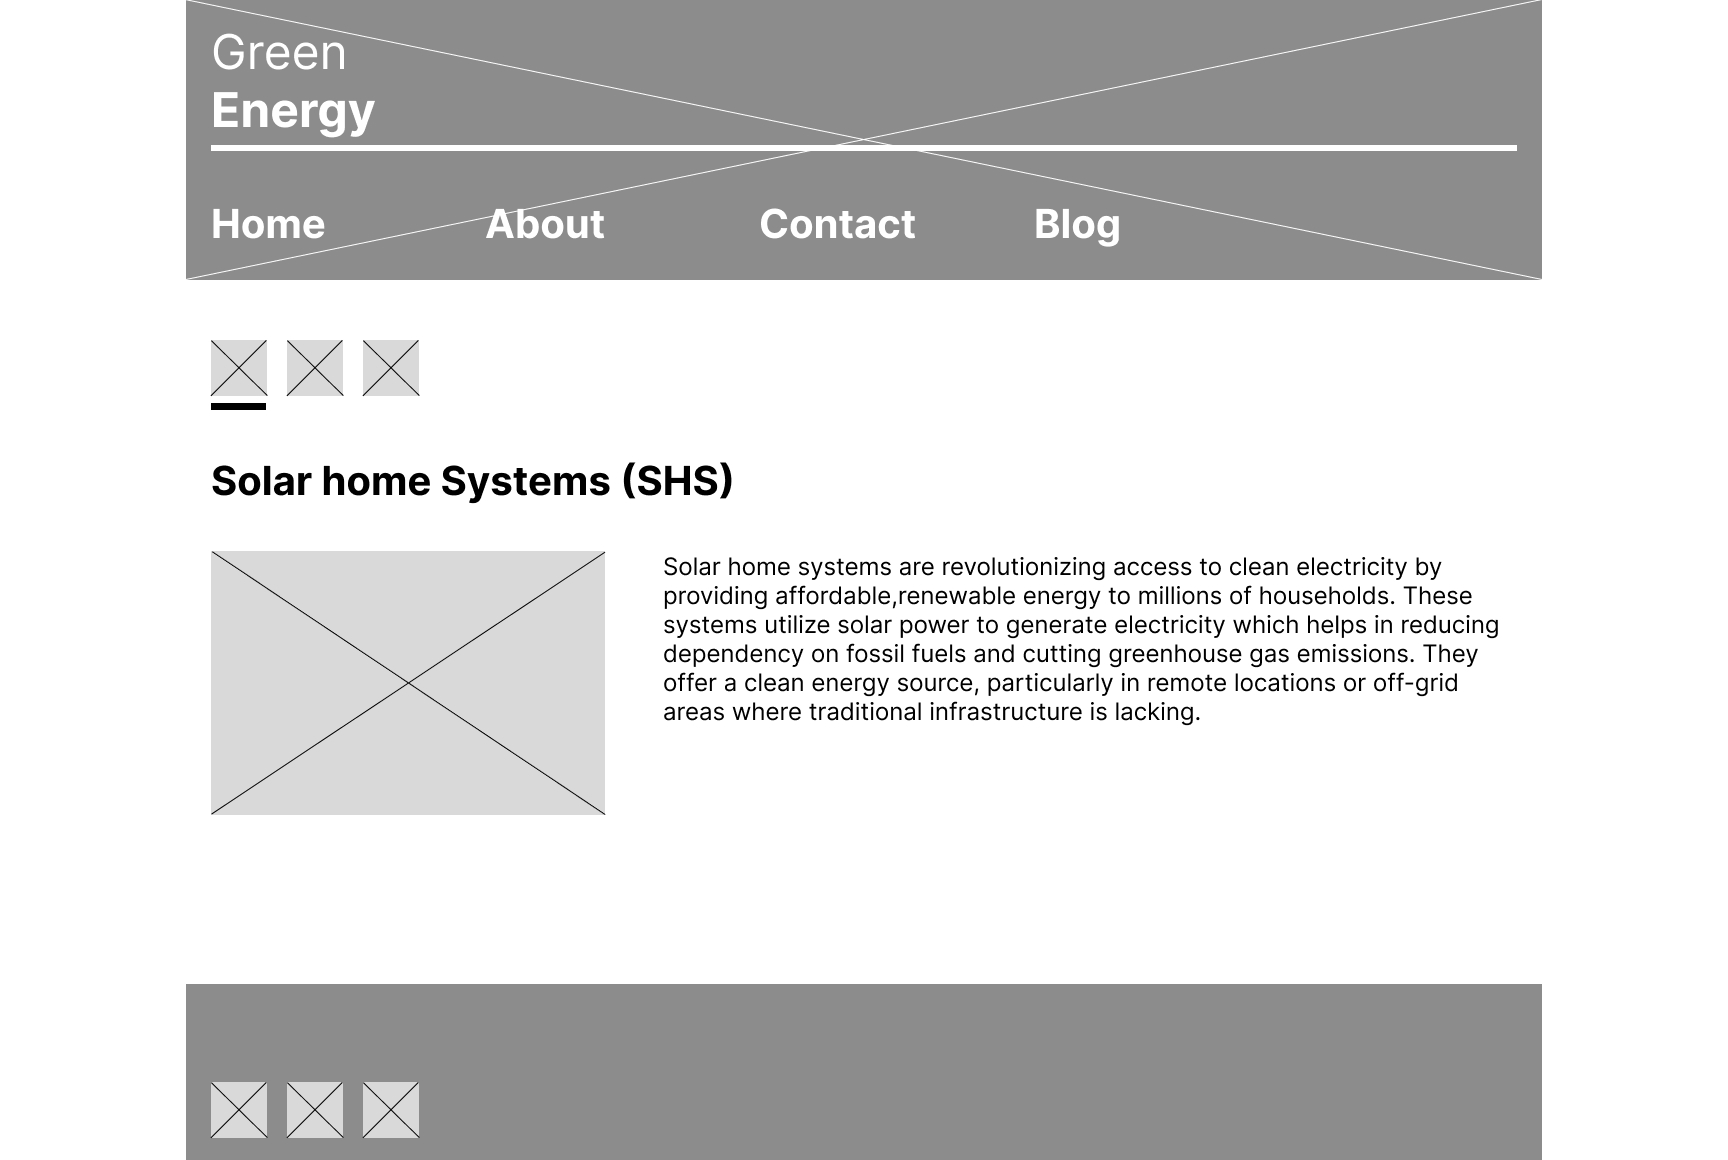 Green
Energy
Home About Contact Blog
Solar home Systems (SHS)
Solar home systems are revolutionizing access to clean electricity by
providing affordable,renewable energy to millions of households. These
systems utilize solar power to generate electricity which helps in reducing
dependency on fossil fuels and cutting greenhouse gas emissions. They
offer a clean energy source, particularly in remote locations or off-grid
areas where traditional infrastructure is lacking.